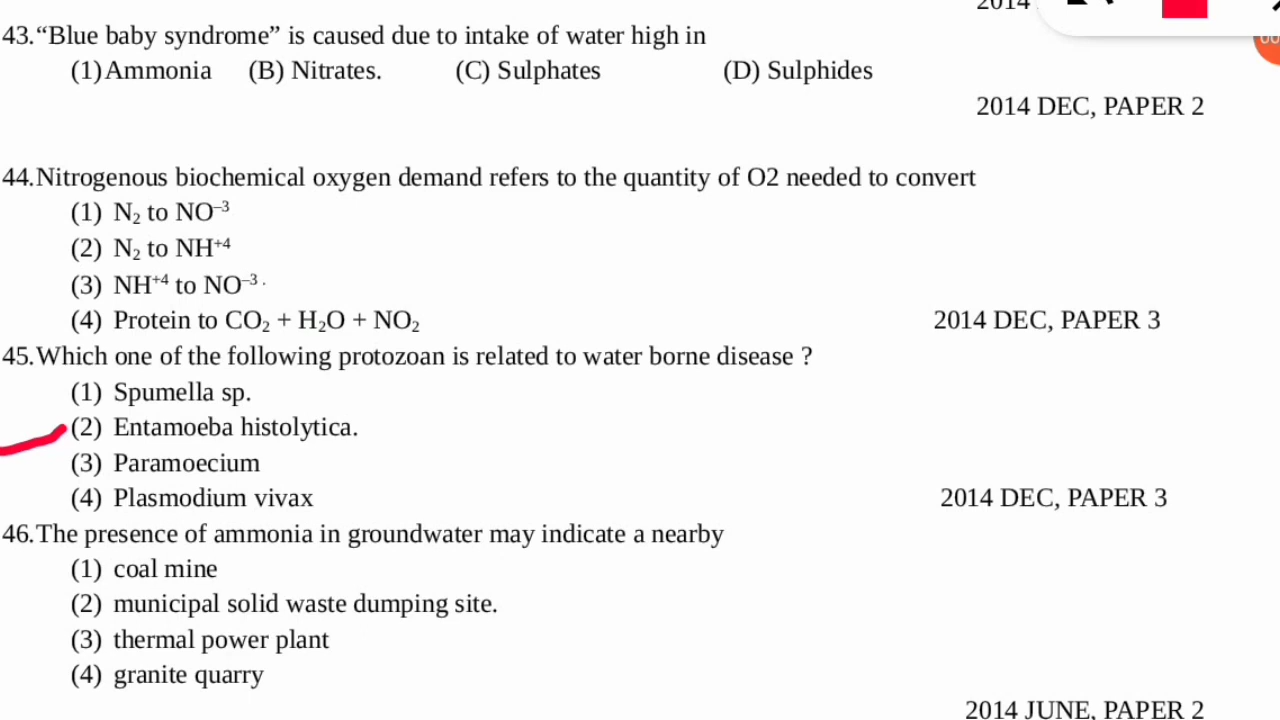 2014
43.“Blue baby syndrome” is caused due to intake of water high in
(1)Ammonia (B) Nitrates. (C) Sulphates (D) Sulphides
2014 DEC, PAPER 2
44.Nitrogenous biochemical oxygen demand refers to the quantity of O2 needed to convert
(1) N₂ to NO⁻³
(2) N₂ to NH⁺⁴
(3) NH⁺⁴ to NO⁻³ ·
(4) Protein to CO₂ + H₂O + NO₂ 2014 DEC, PAPER 3
45.Which one of the following protozoan is related to water borne disease ?
(1) Spumella sp.
(2) Entamoeba histolytica.
(3) Paramoecium
(4) Plasmodium vivax 2014 DEC, PAPER 3
46.The presence of ammonia in groundwater may indicate a nearby
(1) coal mine
(2) municipal solid waste dumping site.
(3) thermal power plant
(4) granite quarry
2014 JUNE, PAPER 2